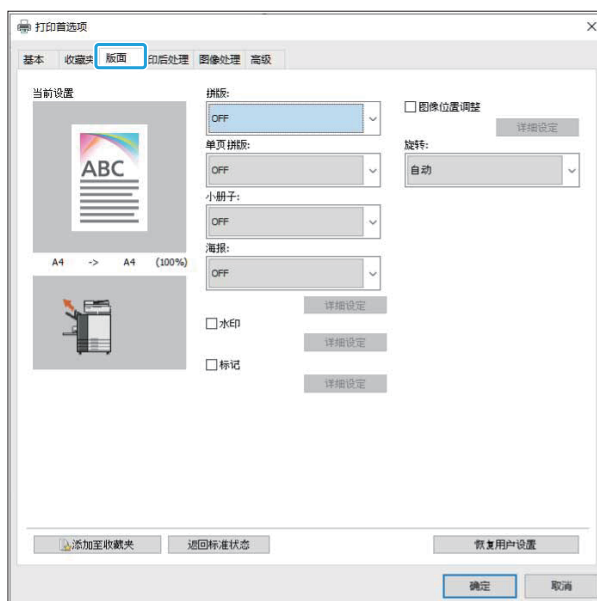 打印首选项
基本 收藏夹 版面 印后处理 图像处理 高级
当前设置
ABC
A4 -> A4 (100%)
拼版:
OFF
单页拼版:
OFF
小册子:
OFF
海报:
OFF
详细设定
水印
详细设定
标记
详细设定
图像位置调整
详细设定
旋转:
自动
添加至收藏夹 返回标准状态 恢复用户设置
确定 取消